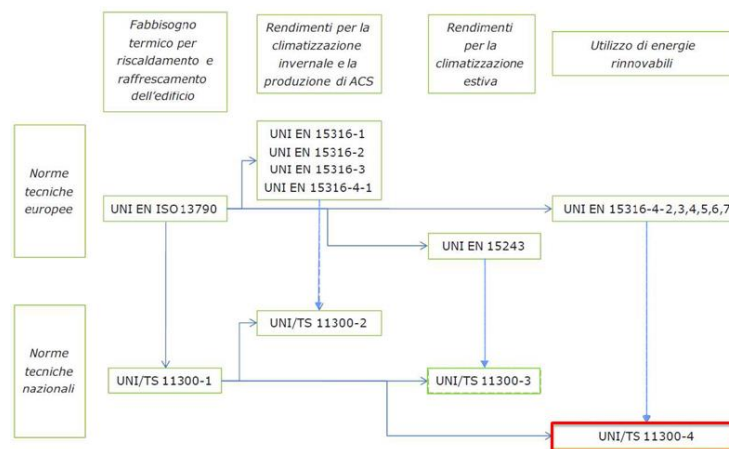 Fabbisogno
termico per
riscaldamento e
raffrescamento
dell'edificio
Rendimenti per la
climatizzazione
invernale e la
produzione di ACS
Rendimenti
per la
climatizzazione
estiva
Utilizzo di energie
rinnovabili
Norme
tecniche
europee
UNI EN ISO13790
UNI EN 15316-1
UNI EN 15316-2
UNI EN 15316-3
UNI EN 15316-4-1
UNI EN 15243
UNI EN 15316-4-2,3,4,5,6,7
Norme
tecniche
nazionali
UNI/TS 11300-1
UNI/TS 11300-2
UNI/TS 11300-3
UNI/TS 11300-4